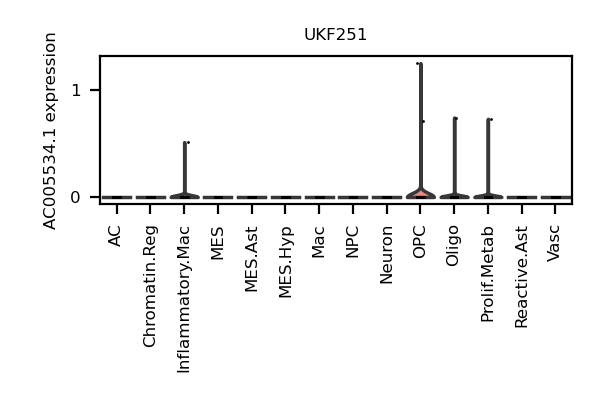 UKF251
AC005534.1 expression
1
0
AC
Chromatin.Reg
Inflammatory.Mac
MES
MES.Ast
MES.Hyp
Mac
NPC
Neuron
OPC
Oligo
Prolif.Metab
Reactive.Ast
Vasc